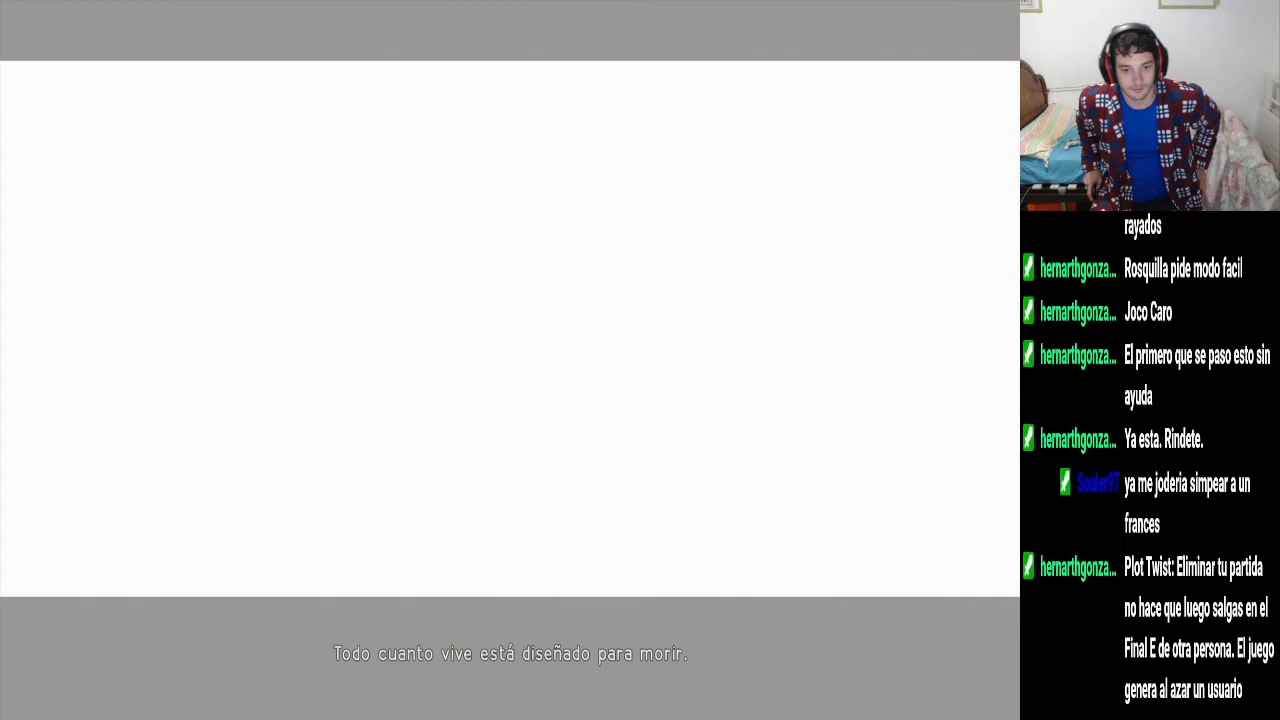 rayados
hernarthgonza... Rosquilla pide modo facil
hernarthgonza... Joco Caro
hernarthgonza... El primero que se paso esto sin
ayuda
hernarthgonza... Ya esta. Rindete.
Souler97 ya me joderia simpear a un
frances
hernarthgonza... Plot Twist: Eliminar tu partida
no hace que luego salgas en el
Final E de otra persona. El juego
genera al azar un usuario
Todo cuanto vive está diseñado para morir.